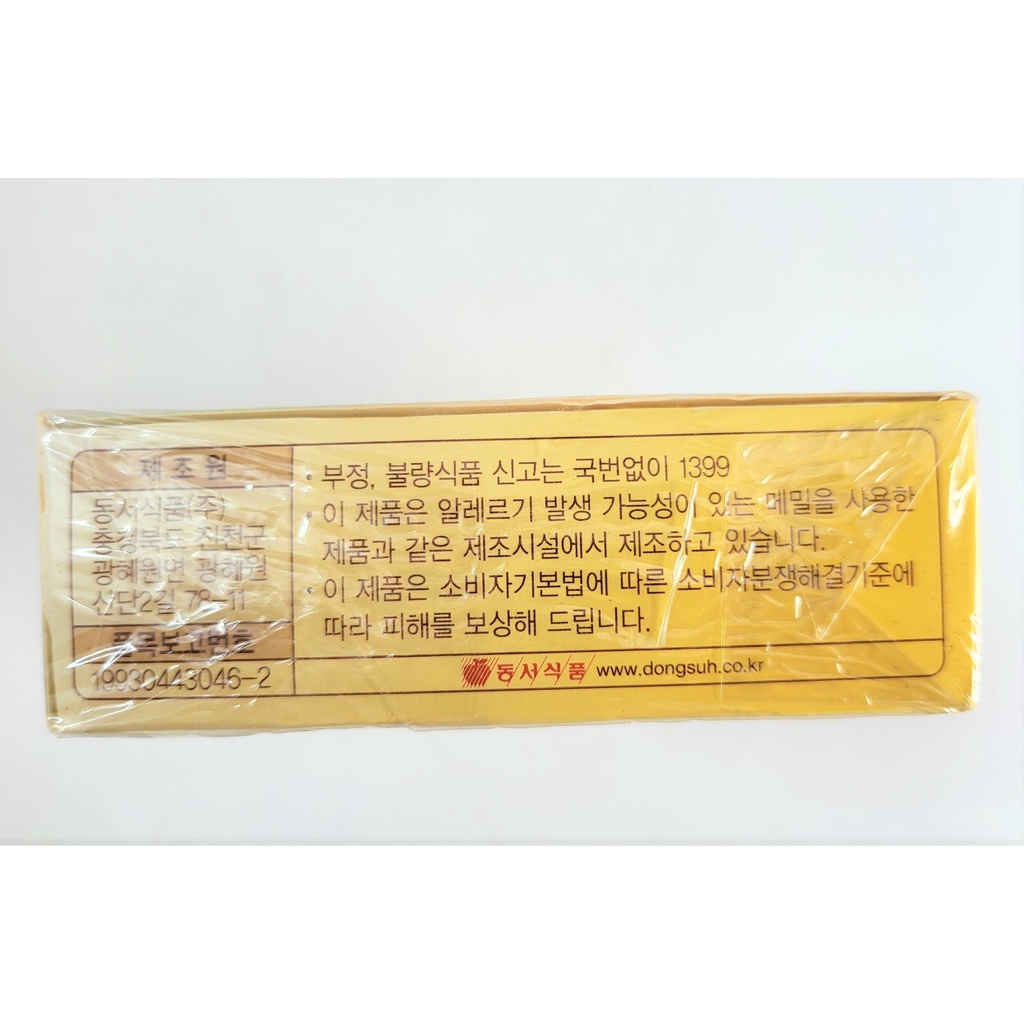 제조원
동서식품(주)
충청북도 진천군
광혜원면 광혜원
산단2길 78-11
품목보고번호
19930443046-2
· 부정, 불량식품 신고는 국번없이 1399
· 이 제품은 알레르기 발생 가능성이 있는 메밀을 사용한
제품과 같은 제조시설에서 제조하고 있습니다.
· 이 제품은 소비자기본법에 따른 소비자분쟁해결기준에
따라 피해를 보상해 드립니다.
동서식품 www.dongsuh.co.kr